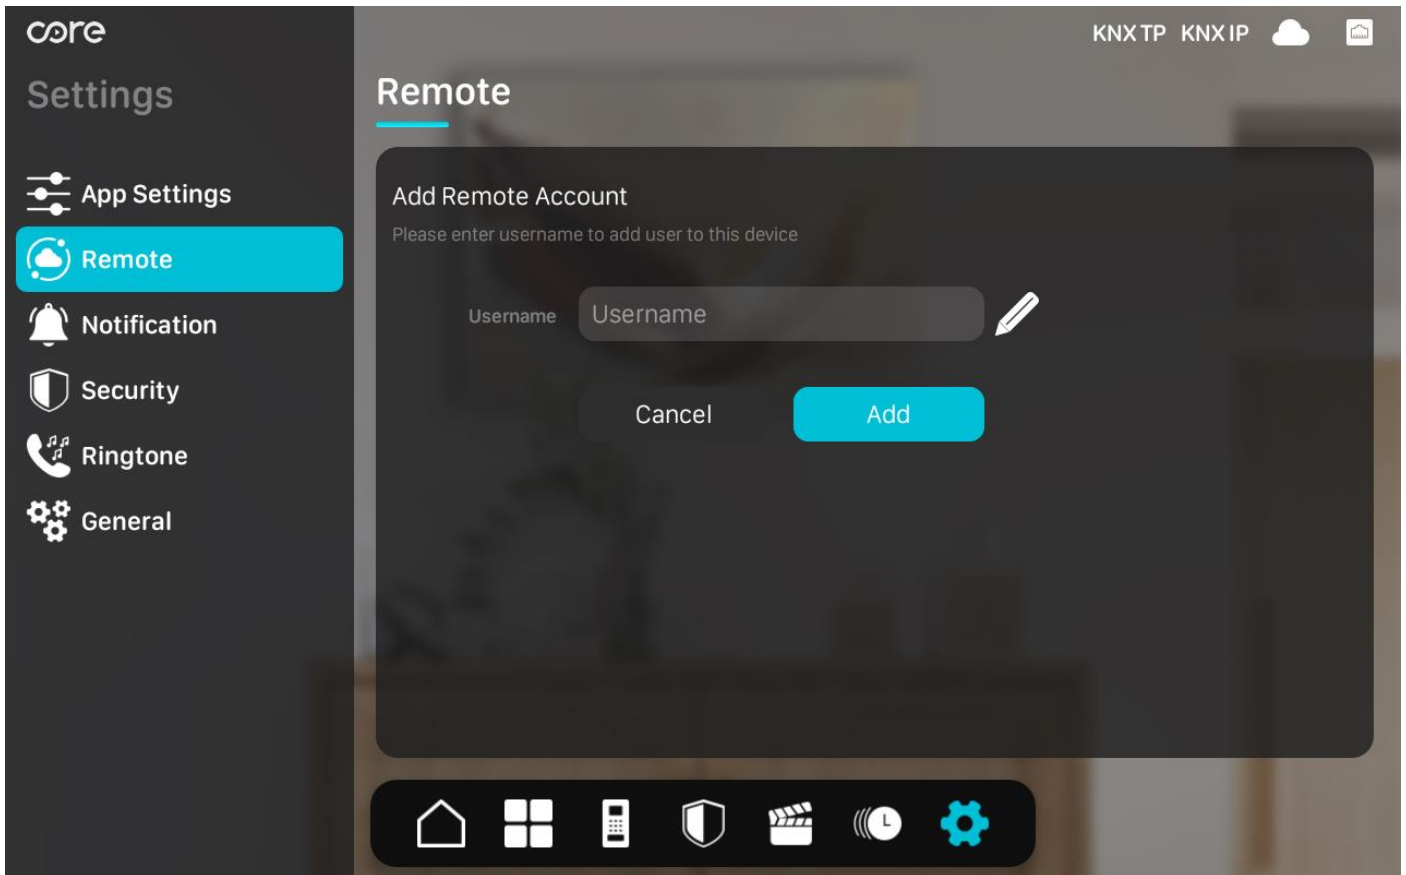 core
KNX TP KNX IP
Settings
Remote
App Settings
Remote
Notification
Security
Ringtone
General
Add Remote Account
Please enter username to add user to this device
Username Username
Cancel Add
L